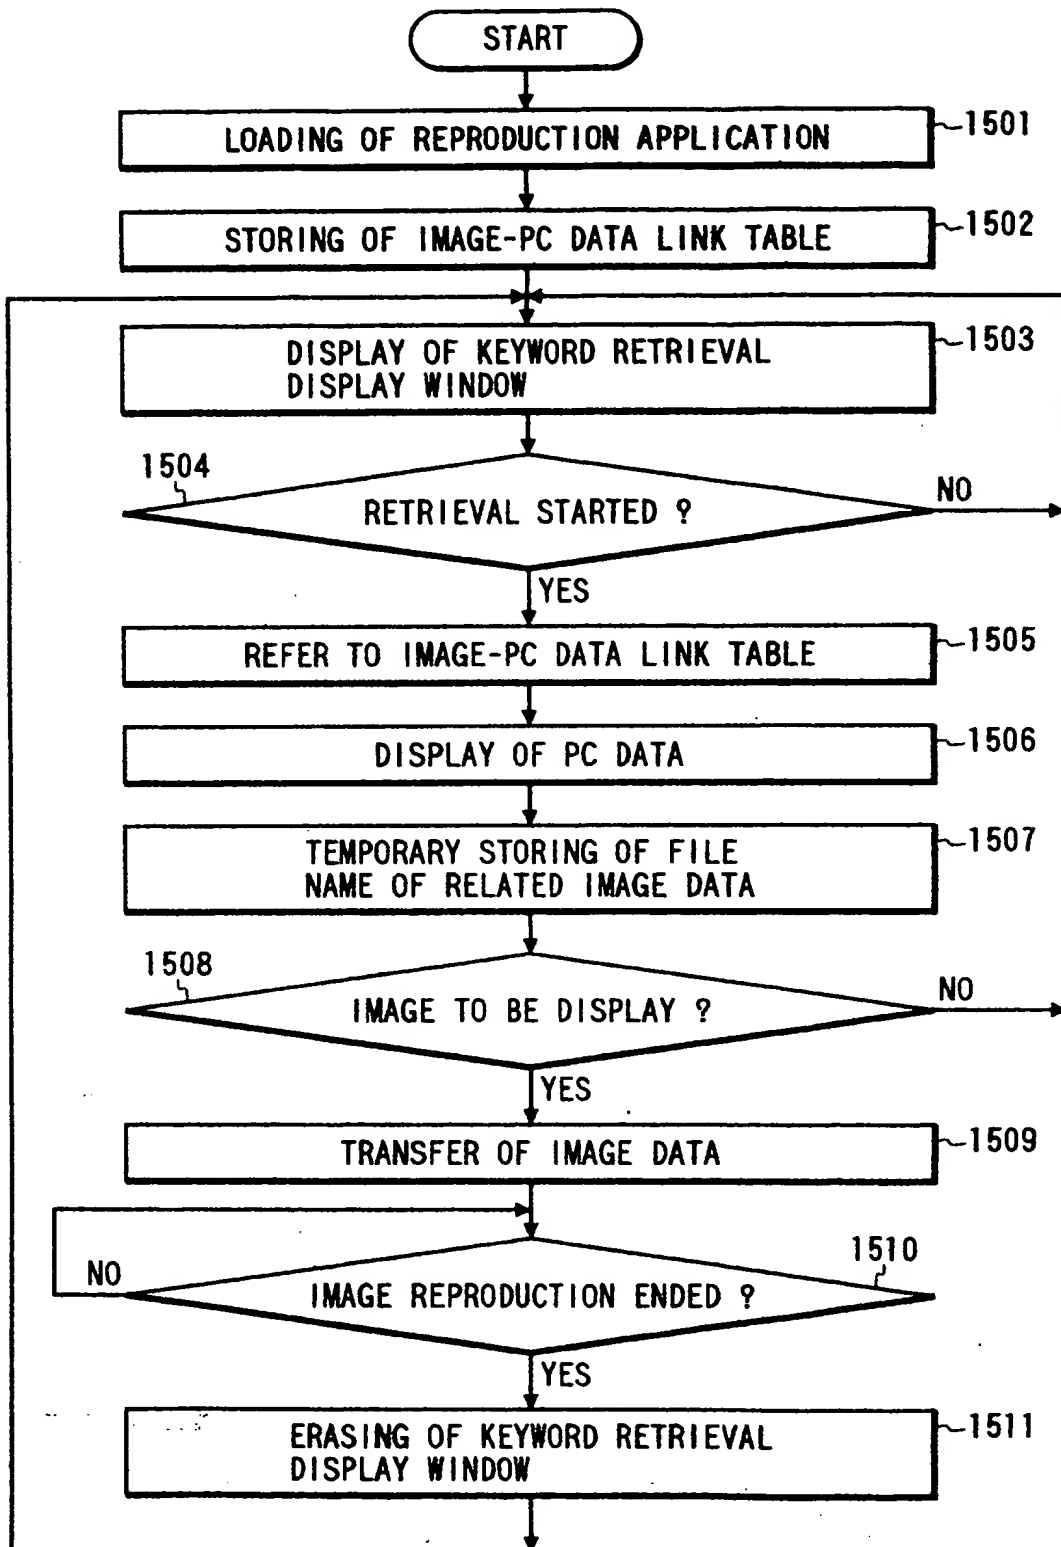 START
LOADING OF REPRODUCTION APPLICATION
1501
STORING OF IMAGE-PC DATA LINK TABLE
1502
DISPLAY OF KEYWORD RETRIEVAL
DISPLAY WINDOW
1503
1504
RETRIEVAL STARTED ?
NO
YES
REFER TO IMAGE-PC DATA LINK TABLE
1505
DISPLAY OF PC DATA
1506
TEMPORARY STORING OF FILE
NAME OF RELATED IMAGE DATA
1507
1508
IMAGE TO BE DISPLAY ?
NO
YES
TRANSFER OF IMAGE DATA
1509
NO
IMAGE REPRODUCTION ENDED ?
1510
YES
ERASING OF KEYWORD RETRIEVAL
DISPLAY WINDOW
1511